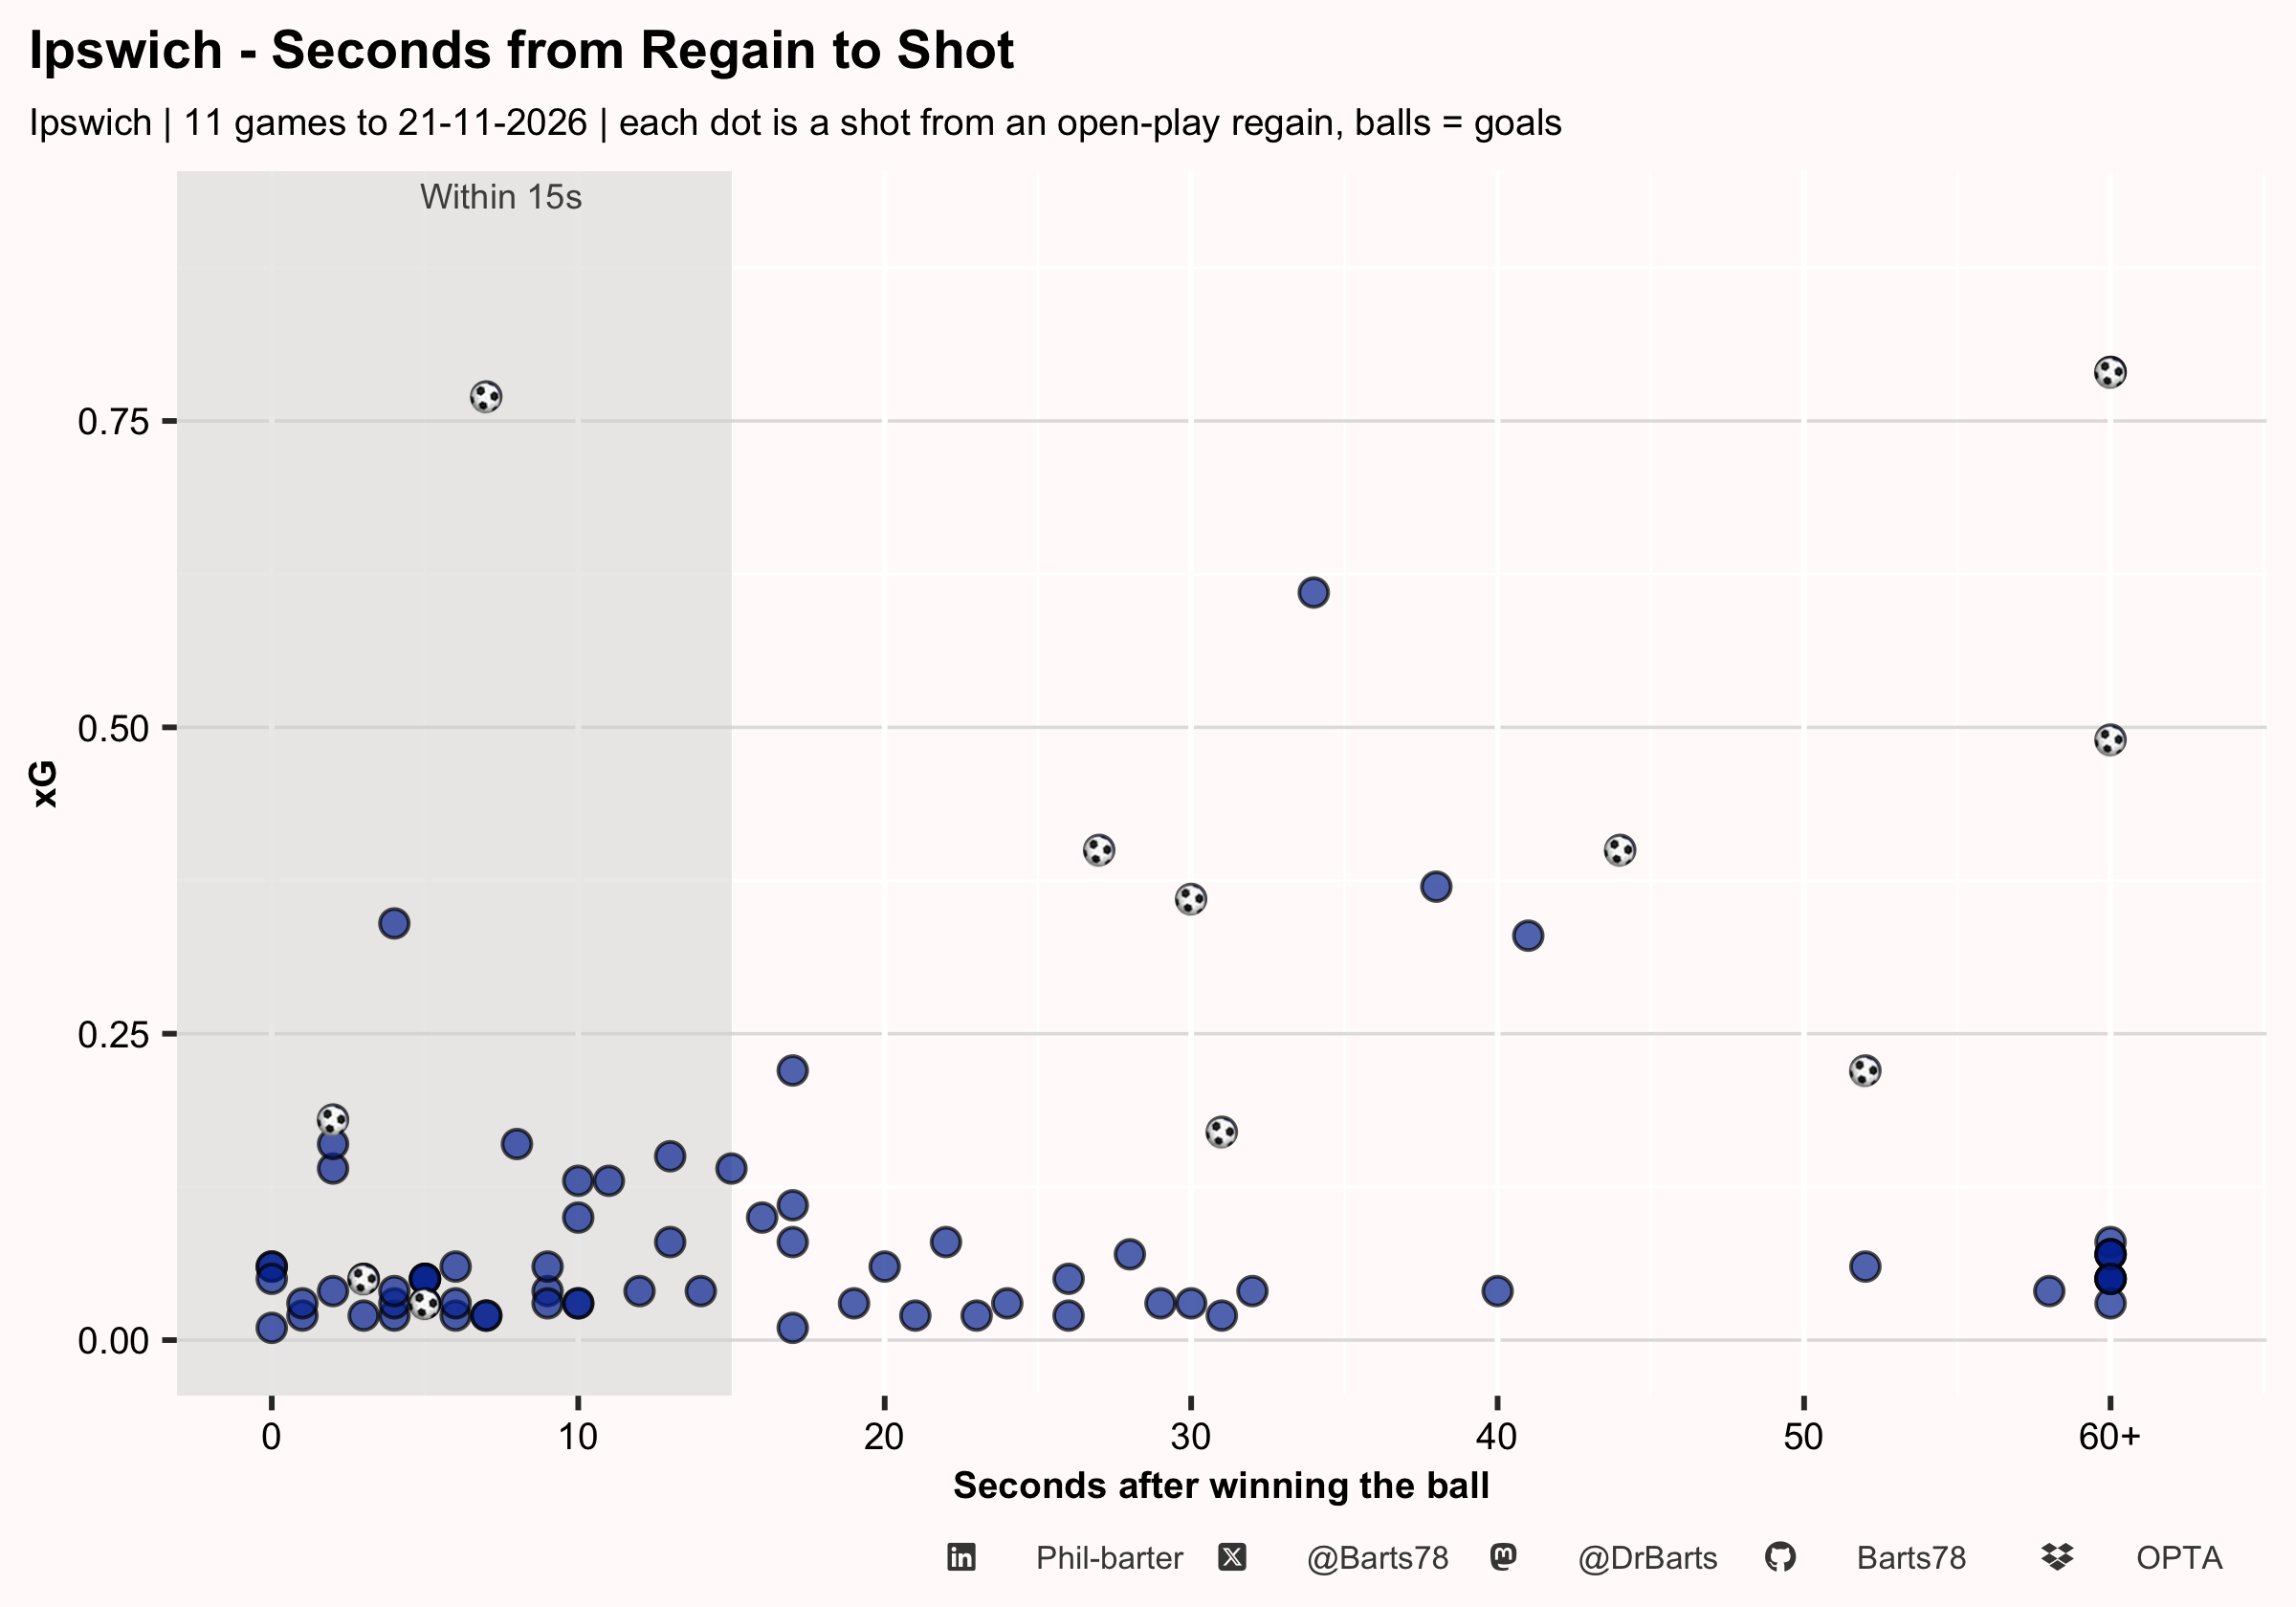 Ipswich - Seconds from Regain to Shot
Ipswich | 11 games to 21-11-2026 | each dot is a shot from an open-play regain, balls = goals
Within 15s
0.75
0.50
0.25
0.00
xG
0 10 20 30 40 50 60+
Seconds after winning the ball
Phil-barter @Barts78 @DrBarts Barts78 OPTA